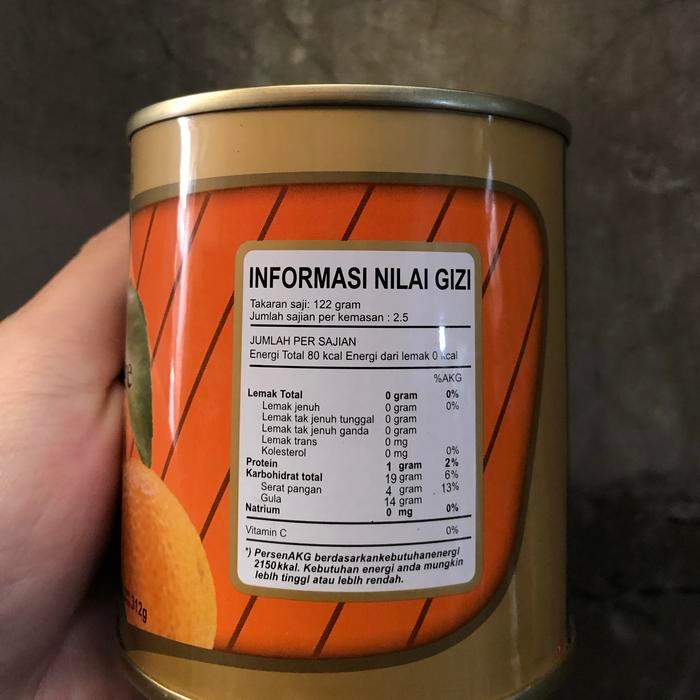 INFORMASI NILAI GIZI
Takaran saji: 122 gram
Jumlah sajian per kemasan : 2.5
JUMLAH PER SAJIAN
Energi Total 80 kcal Energi dari lemak 0 kcal
%AKG
Lemak Total 0 gram 0%
Lemak jenuh 0 gram 0%
Lemak tak jenuh tunggal 0 gram
Lemak tak jenuh ganda 0 gram
Lemak trans 0 mg
Kolesterol 0 mg 0%
Protein 1 gram 2%
Karbohidrat total 19 gram 6%
Serat pangan 4 gram 13%
Gula 14 gram
Natrium 0 mg 0%
Vitamin C 0%
*) PersenAKG berdasarkankebutuhanenergi
2150kkal. Kebutuhan energi anda mungkin
lebih tinggi atau lebih rendah.
312g